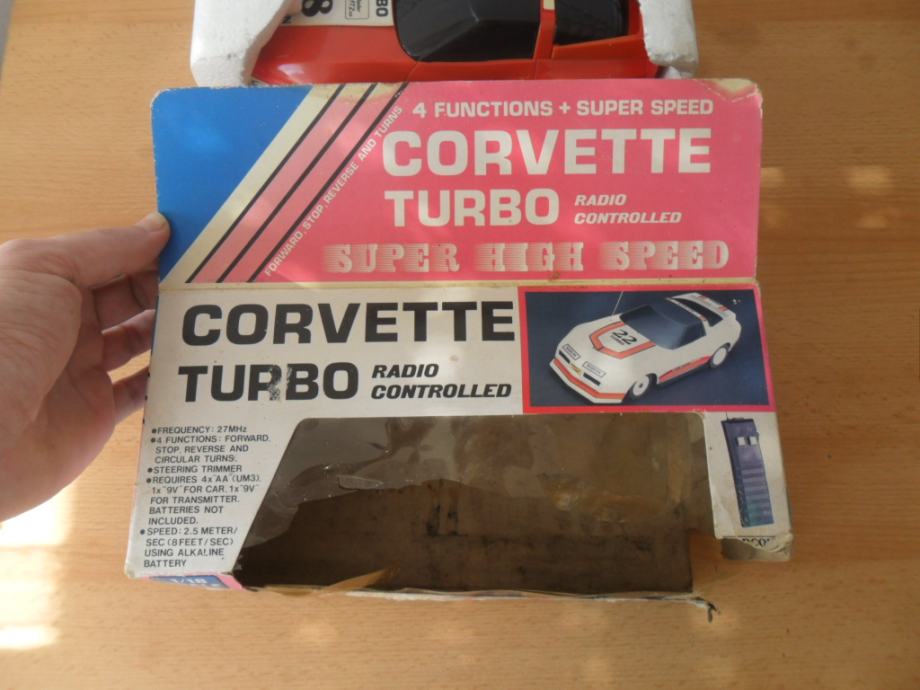 8
4 FUNCTIONS + SUPER SPEED
CORVETTE
TURBO RADIO
CONTROLLED
FORWARD, STOP, REVERSE AND TURNS
SUPER HIGH SPEED
CORVETTE
TURBO RADIO
CONTROLLED
22
•FREQUENCY: 27MHz
•4 FUNCTIONS: FORWARD,
STOP, REVERSE AND
CIRCULAR TURNS.
•STEERING TRIMMER
•REQUIRES 4x"AA"(UM3),
1x"9V" FOR CAR, 1x"9V"
FOR TRANSMITTER.
BATTERIES NOT
INCLUDED.
•SPEED: 2.5 METER/
SEC (8 FEET/SEC)
USING ALKALINE
BATTERY
1/18